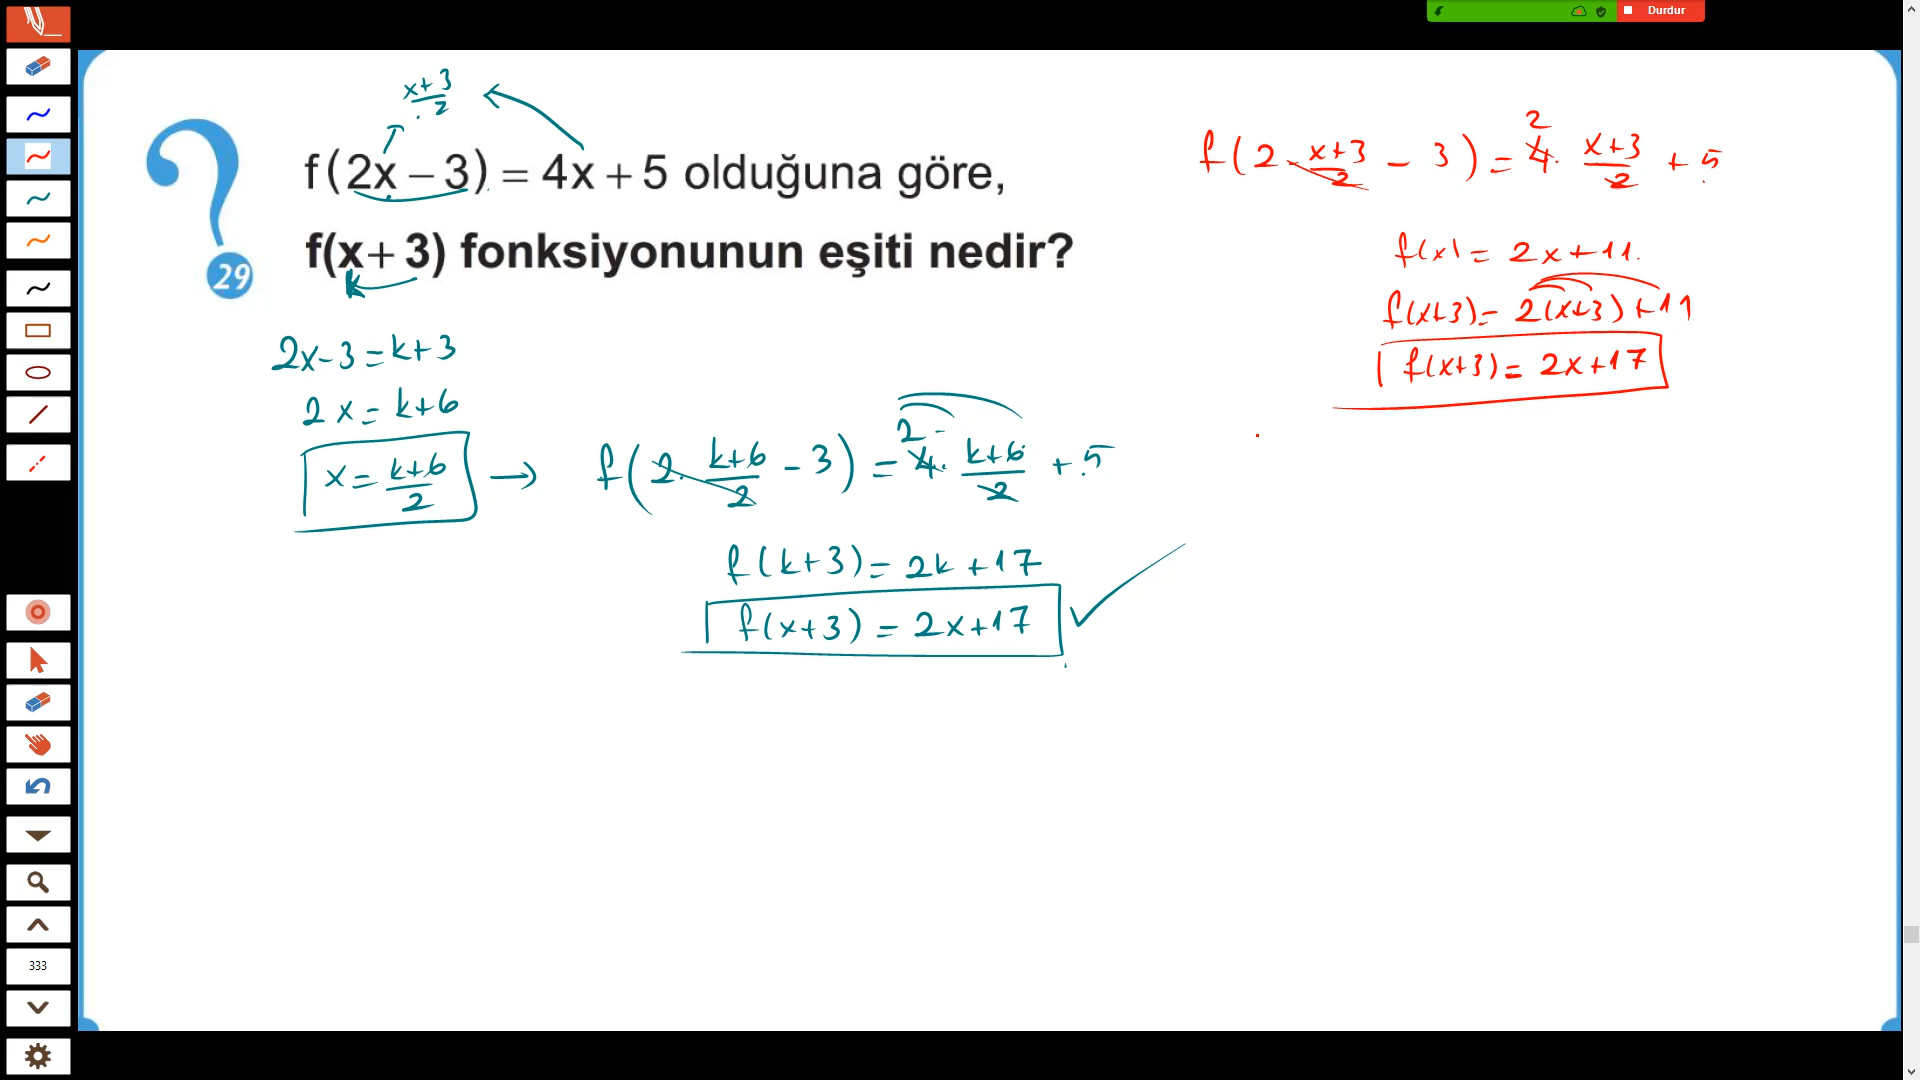 Durdur
x+3
2
f(2x − 3) = 4x + 5 olduğuna göre,
f(x+ 3) fonksiyonunun eşiti nedir?
k
29
2x-3=k+3
2x=k+6
x=k+6/2 → f(2.k+6/2 -3)=4.k+6/2 +5
2
f(k+3)=2k+17
f(x+3)=2x+17
2
f(2.x+3/2 - 3)=4.x+3/2 +5
f(x)=2x+11
f(x+3)=2(x+3)+11
f(x+3)=2x+17
333